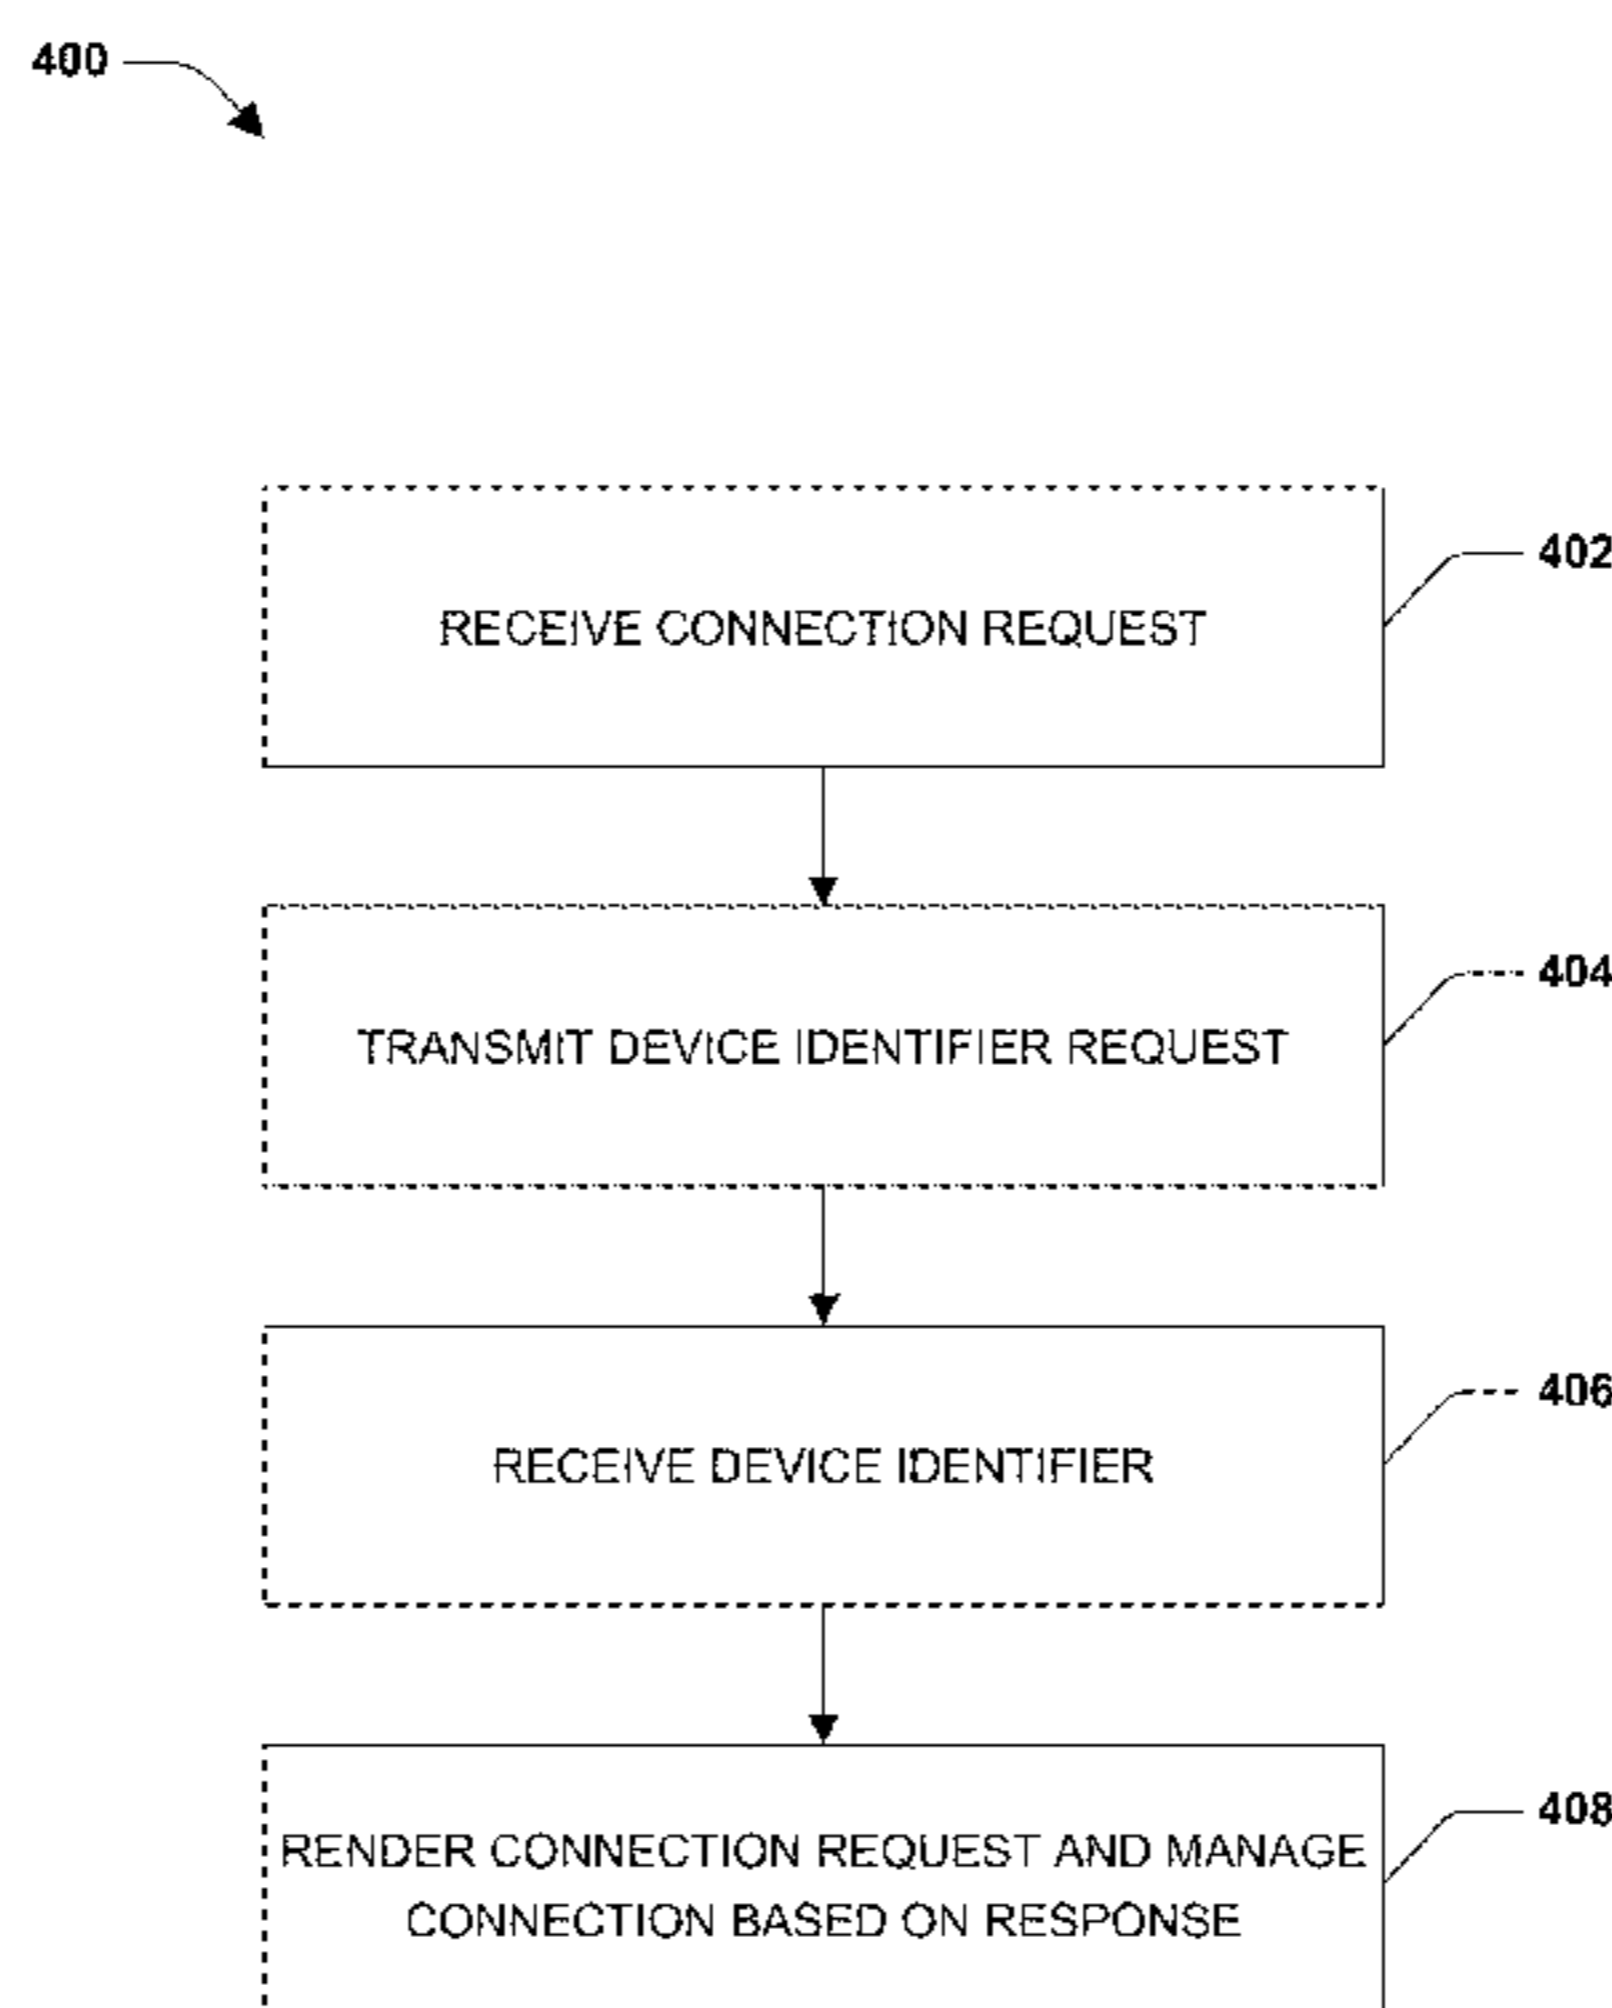 400
RECEIVE CONNECTION REQUEST
402
TRANSMIT DEVICE IDENTIFIER REQUEST
404
RECEIVE DEVICE IDENTIFIER
406
RENDER CONNECTION REQUEST AND MANAGE
CONNECTION BASED ON RESPONSE
408